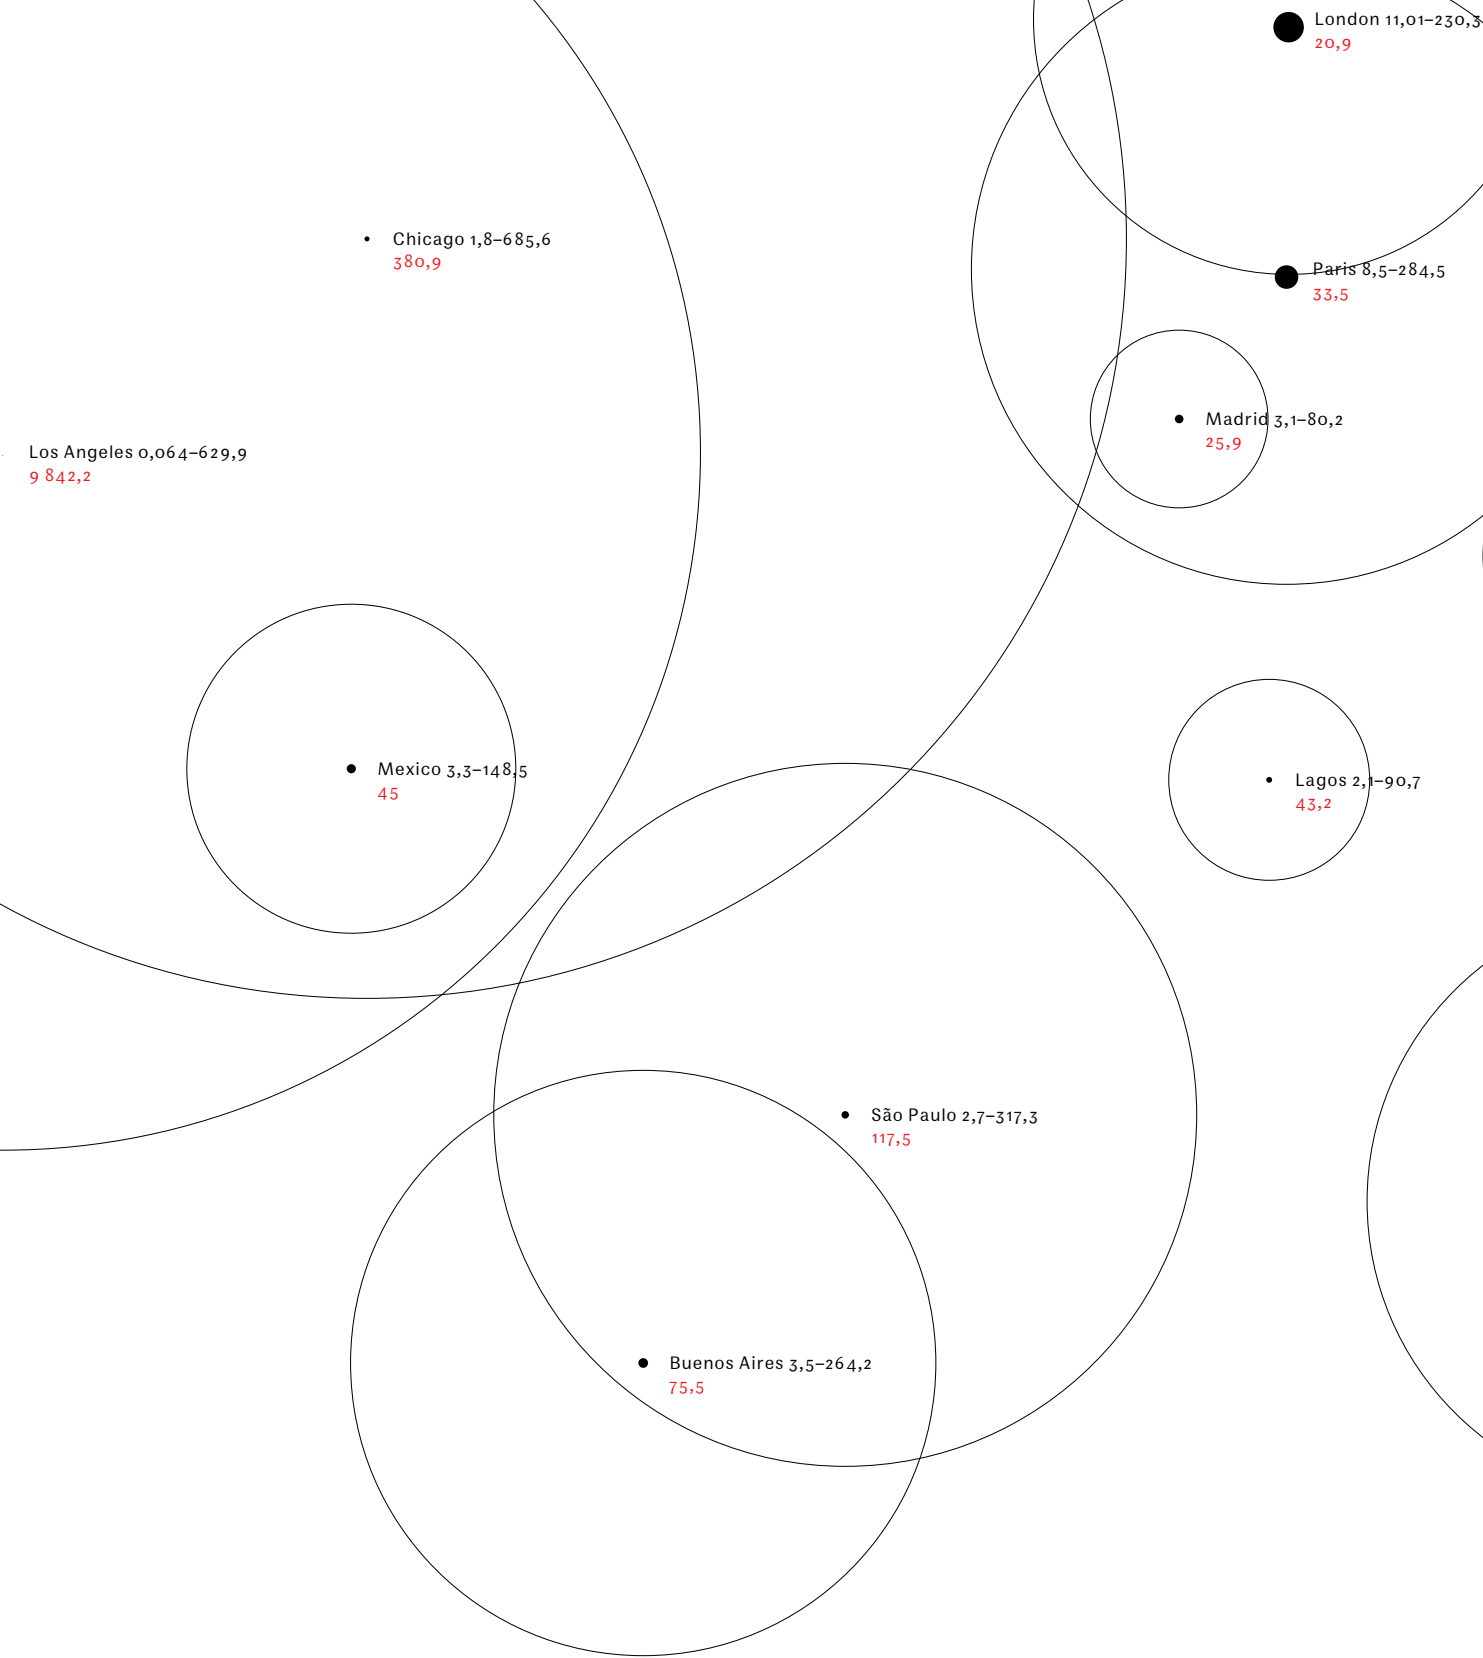 London 11,01–230,3
20,9
Chicago 1,8–685,6
380,9
Paris 8,5–284,5
33,5
Madrid 3,1–80,2
25,9
Los Angeles 0,064–629,9
9 842,2
Mexico 3,3–148,5
45
Lagos 2,1–90,7
43,2
São Paulo 2,7–317,3
117,5
Buenos Aires 3,5–264,2
75,5